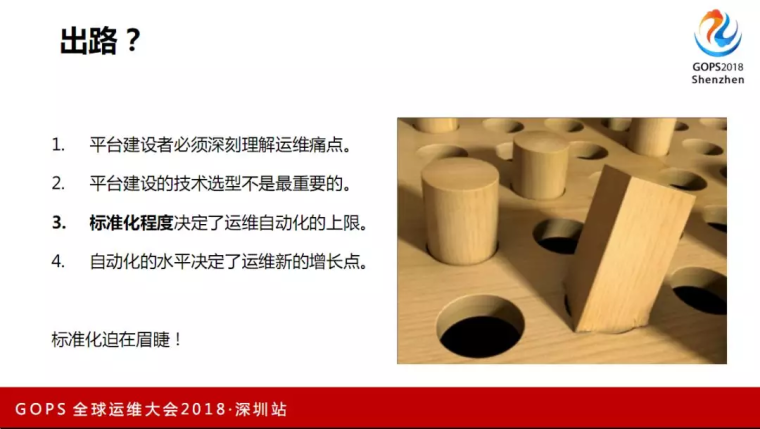 出路？
GOPS2018
Shenzhen
1. 平台建设者必须深刻理解运维痛点。
2. 平台建设的技术选型不是最重要的。
3. 标准化程度决定了运维自动化的上限。
4. 自动化的水平决定了运维新的增长点。
标准化迫在眉睫！
GOPS 全球运维大会2018·深圳站